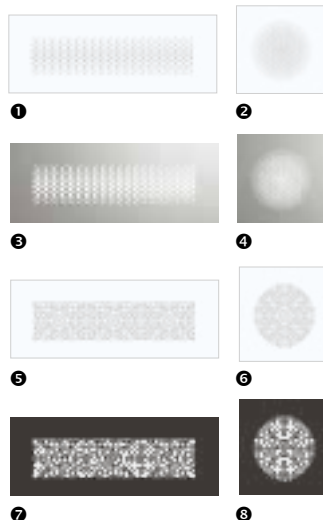 ❶ ❷
❸ ❹
❺ ❻
❼ ❽